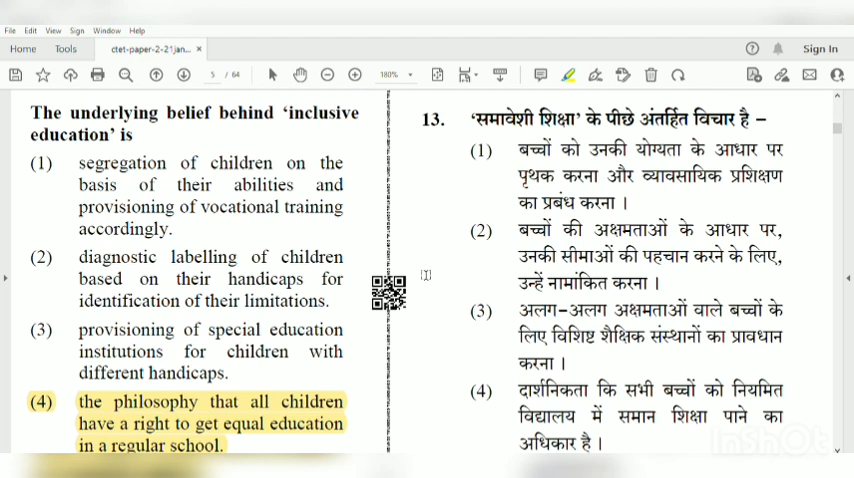 File Edit View Sign Window Help
Home Tools ctet-paper-2-21jan... × Sign In
5 / 64 180%
The underlying belief behind ‘inclusive
education’ is
(1) segregation of children on the
basis of their abilities and
provisioning of vocational training
accordingly.
(2) diagnostic labelling of children
based on their handicaps for
identification of their limitations.
(3) provisioning of special education
institutions for children with
different handicaps.
(4) the philosophy that all children
have a right to get equal education
in a regular school.
13. ‘समावेशी शिक्षा’ के पीछे अंतर्हित विचार है –
(1) बच्चों को उनकी योग्यता के आधार पर
पृथक करना और व्यावसायिक प्रशिक्षण
का प्रबंध करना ।
(2) बच्चों की अक्षमताओं के आधार पर,
उनकी सीमाओं की पहचान करने के लिए,
उन्हें नामांकित करना ।
(3) अलग-अलग अक्षमताओं वाले बच्चों के
लिए विशिष्ट शैक्षिक संस्थानों का प्रावधान
करना ।
(4) दार्शनिकता कि सभी बच्चों को नियमित
विद्यालय में समान शिक्षा पाने का
अधिकार है ।
InShOt